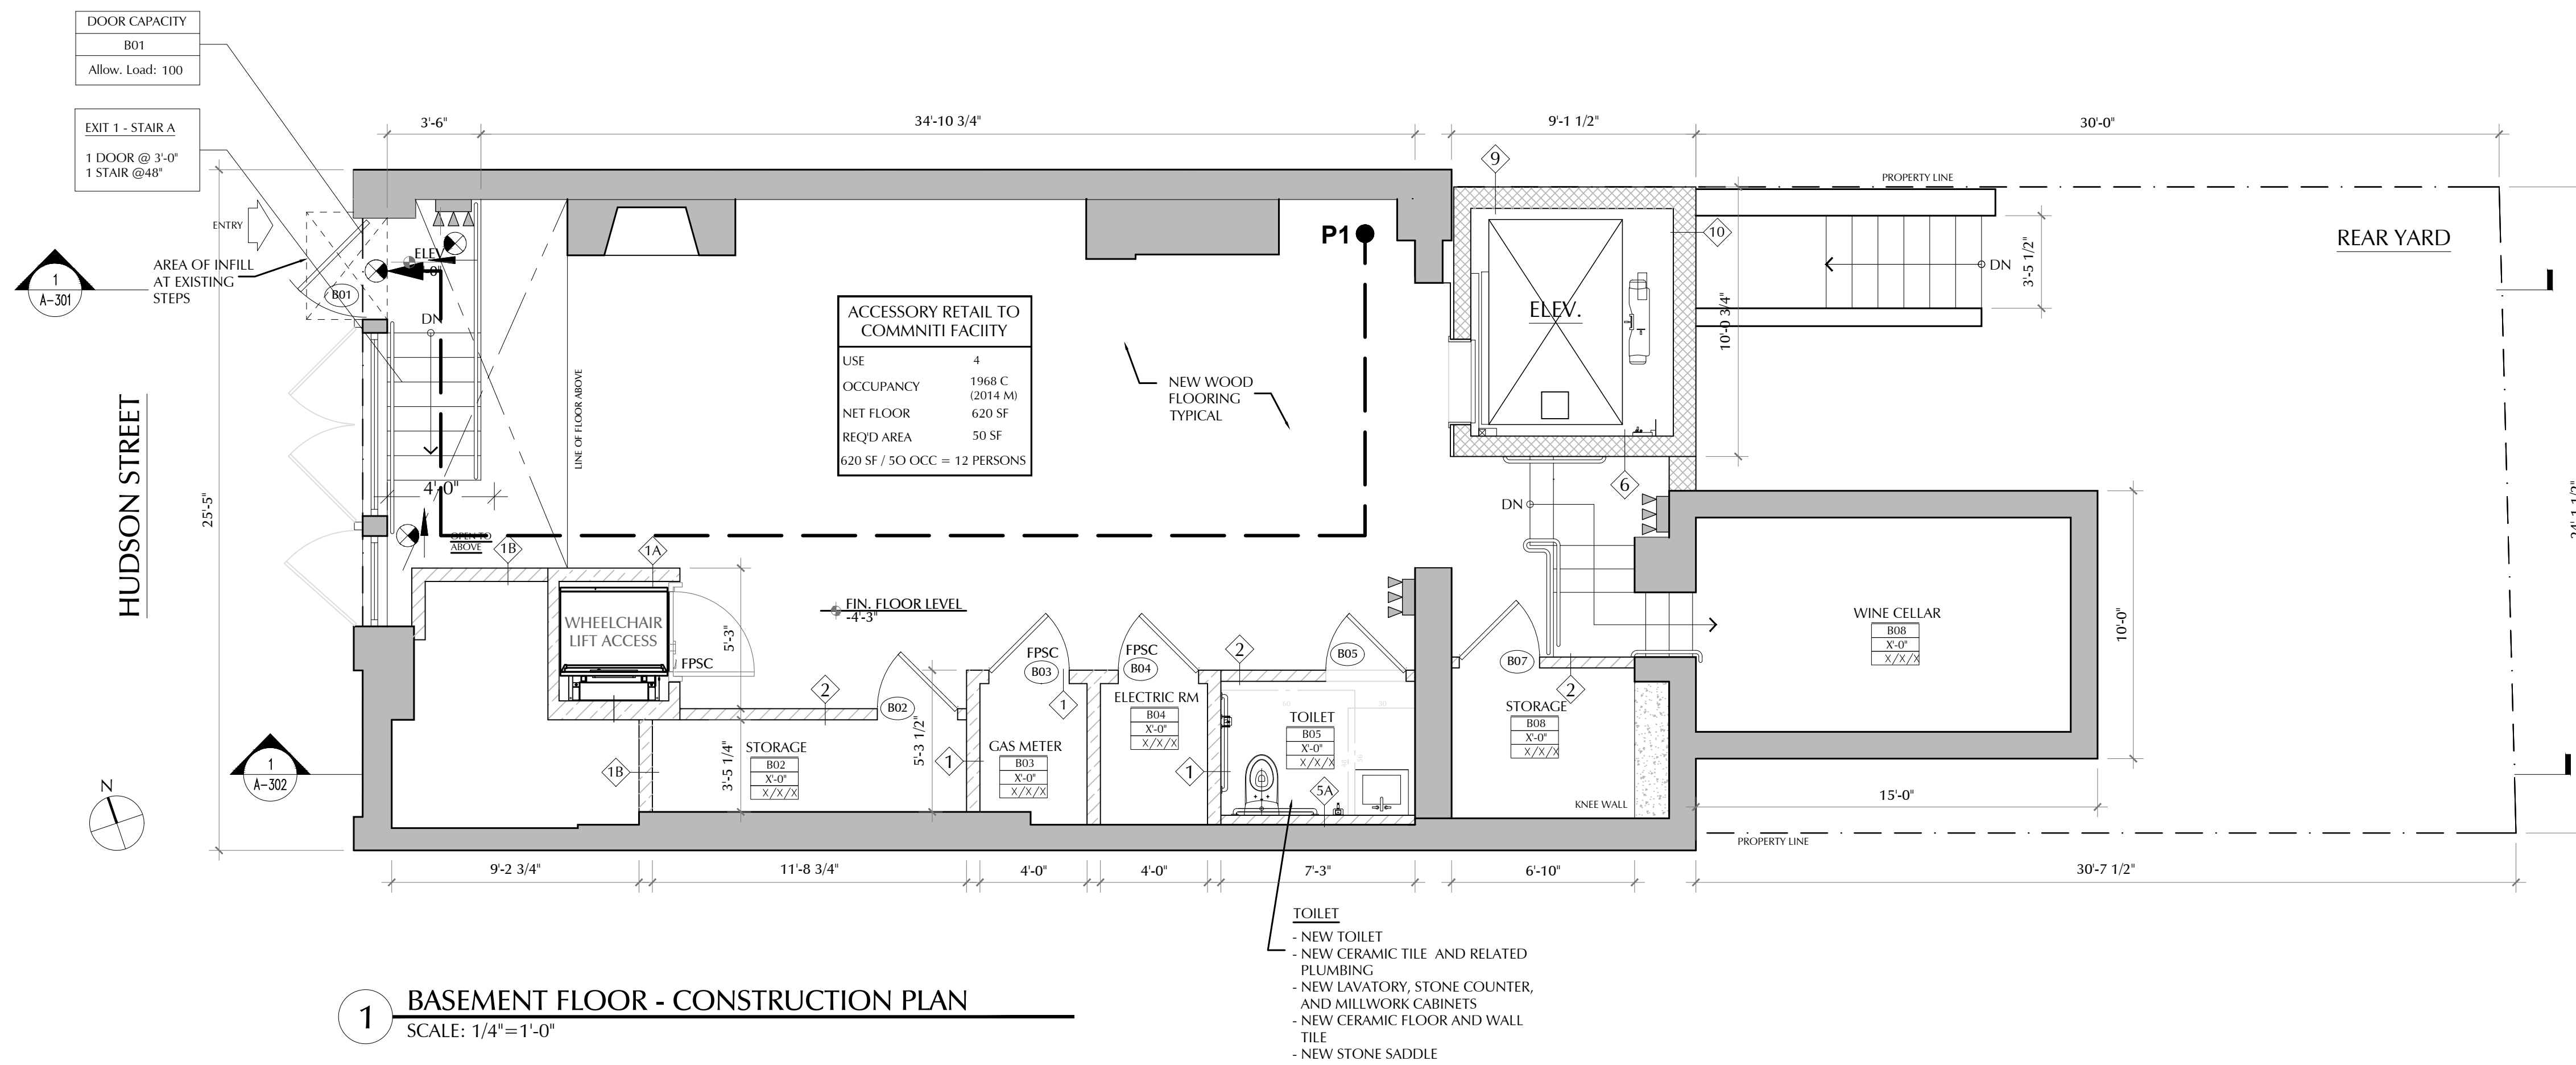 DOOR CAPACITY
B01
Allow. Load: 100
EXIT 1 - STAIR A
1 DOOR @ 3'-0"
1 STAIR @48"
3'-6"
34'-10 3/4"
9'-1 1/2"
30'-0"
ENTRY
AREA OF INFILL
AT EXISTING
STEPS
1
A-301
HUDSON STREET
25'-5"
ELEV
B01
DN
4'-0"
OPEN TO
ABOVE
LINE OF FLOOR ABOVE
1B
1A
P1
ACCESSORY RETAIL TO
COMMNITI FACIITY
USE 4
OCCUPANCY 1968 C
(2014 M)
NET FLOOR 620 SF
REQ'D AREA 50 SF
620 SF / 5O OCC = 12 PERSONS
NEW WOOD
FLOORING
TYPICAL
9
10
ELEV.
6
10'-0 3/4"
PROPERTY LINE
DN
3'-5 1/2"
REAR YARD
24'-1 1/2"
DN
WHEELCHAIR
LIFT ACCESS
FPSC
5'-3"
FIN. FLOOR LEVEL
-4'-3"
2
B02
5'-3 1/2"
3'-5 1/4"
1B
STORAGE
B02
X'-0"
X/X/X
1
FPSC
B03
1
GAS METER
B03
X'-0"
X/X/X
FPSC
B04
ELECTRIC RM
B04
X'-0"
X/X/X
1
2
B05
TOILET
B05
X'-0"
X/X/X
5A
B07
2
STORAGE
B08
X'-0"
X/X/X
KNEE WALL
WINE CELLAR
B08
X'-0"
X/X/X
10'-0"
15'-0"
PROPERTY LINE
1
A-302
N
9'-2 3/4"
11'-8 3/4"
4'-0"
4'-0"
7'-3"
6'-10"
30'-7 1/2"
TOILET
- NEW TOILET
- NEW CERAMIC TILE AND RELATED
PLUMBING
- NEW LAVATORY, STONE COUNTER,
AND MILLWORK CABINETS
- NEW CERAMIC FLOOR AND WALL
TILE
- NEW STONE SADDLE
1
BASEMENT FLOOR - CONSTRUCTION PLAN
SCALE: 1/4"=1'-0"